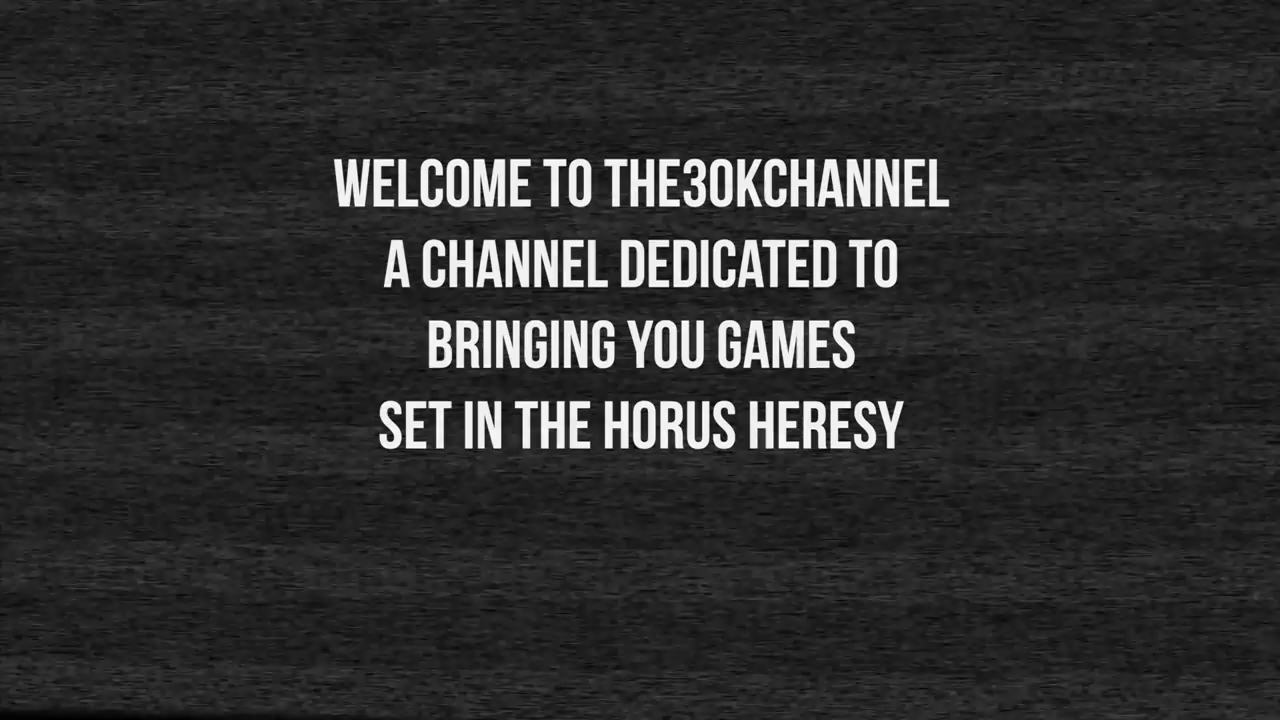 WELCOME TO THE30KCHANNEL
A CHANNEL DEDICATED TO
BRINGING YOU GAMES
SET IN THE HORUS HERESY